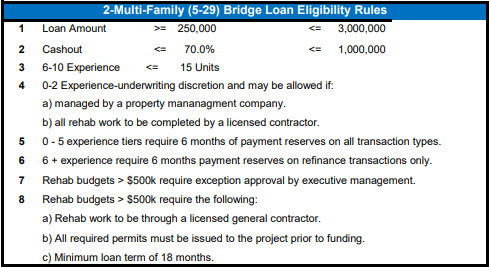 2-Multi-Family (5-29) Bridge Loan Eligibility Rules
1 Loan Amount >= 250,000 <= 3,000,000
2 Cashout <= 70.0% <= 1,000,000
3 6-10 Experience <= 15 Units
4 0-2 Experience-underwriting discretion and may be allowed if:
a) managed by a property mananagment company.
b) all rehab work to be completed by a licensed contractor.
5 0 - 5 experience tiers require 6 months of payment reserves on all transaction types.
6 6 + experience require 6 months payment reserves on refinance transactions only.
7 Rehab budgets > $500k require exception approval by executive management.
8 Rehab budgets > $500k require the following:
a) Rehab work to be through a licensed general contractor.
b) All required permits must be issued to the project prior to funding.
c) Minimum loan term of 18 months.